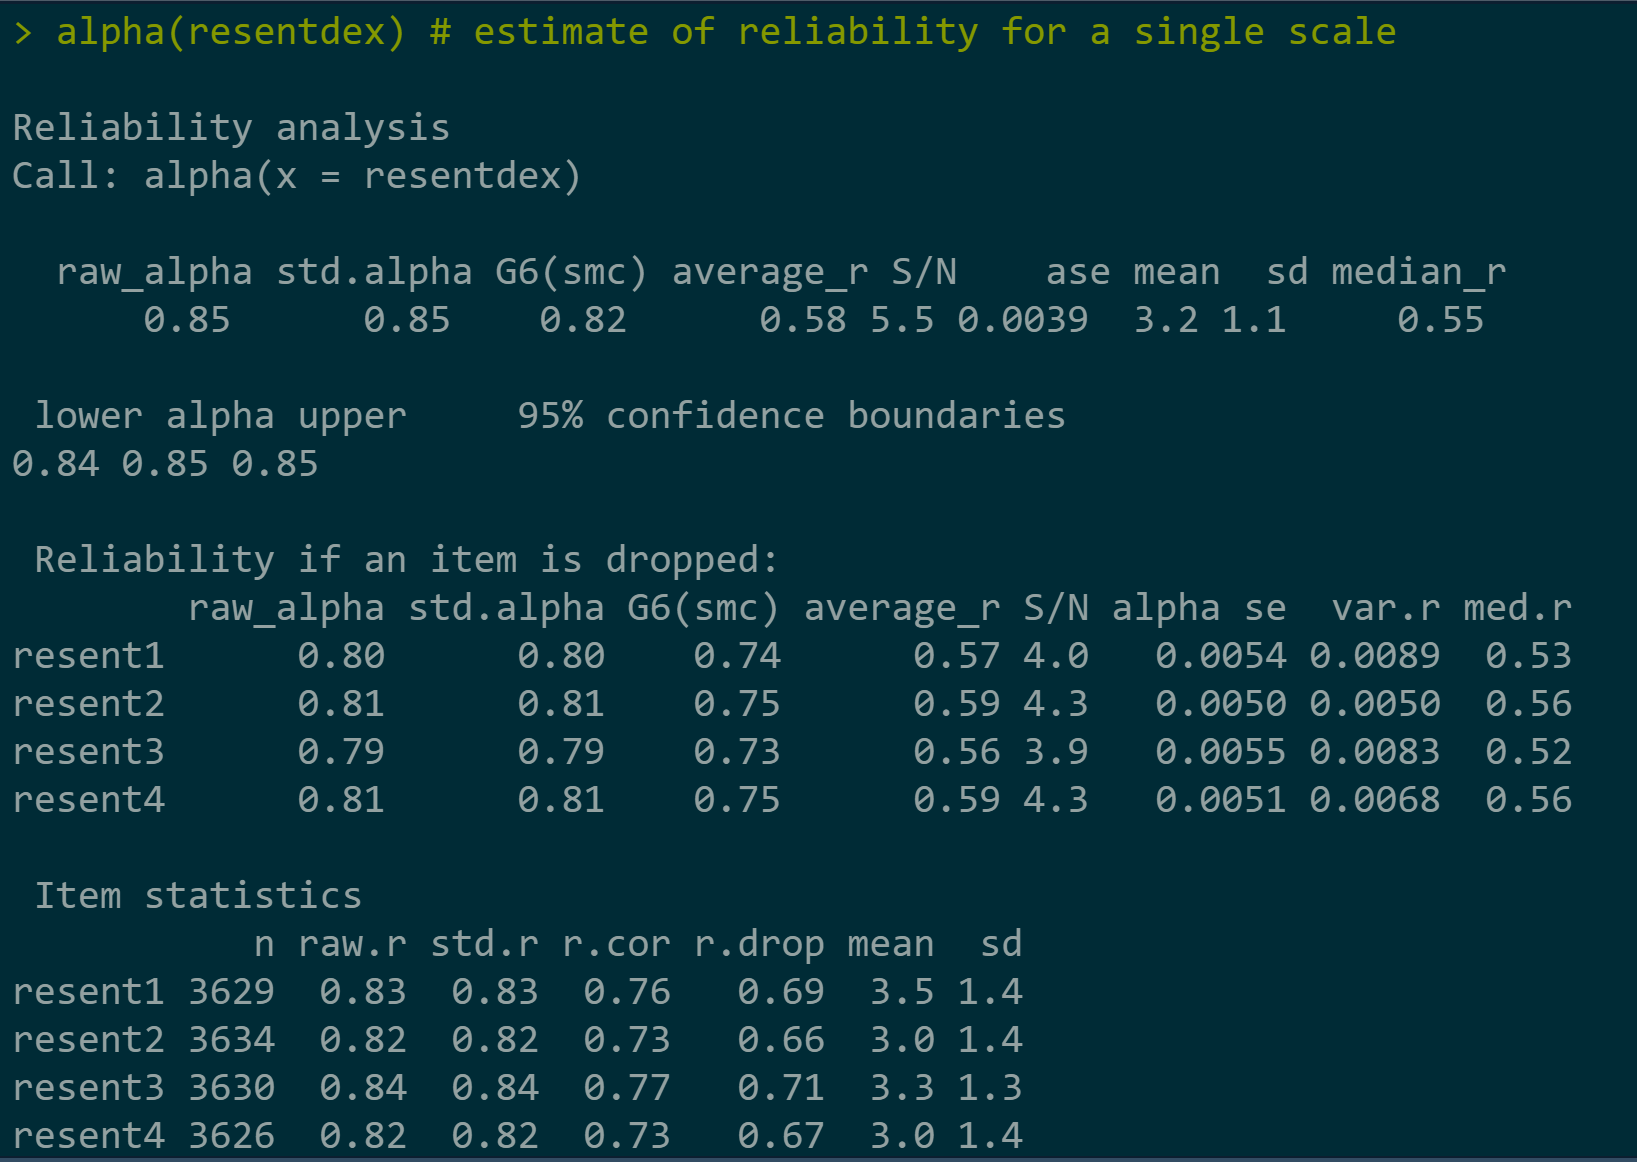 > alpha(resentdex) # estimate of reliability for a single scale
Reliability analysis
Call: alpha(x = resentdex)
raw_alpha std.alpha G6(smc) average_r S/N ase mean sd median_r
0.85 0.85 0.82 0.58 5.5 0.0039 3.2 1.1 0.55
lower alpha upper 95% confidence boundaries
0.84 0.85 0.85
Reliability if an item is dropped:
raw_alpha std.alpha G6(smc) average_r S/N alpha se var.r med.r
resent1 0.80 0.80 0.74 0.57 4.0 0.0054 0.0089 0.53
resent2 0.81 0.81 0.75 0.59 4.3 0.0050 0.0050 0.56
resent3 0.79 0.79 0.73 0.56 3.9 0.0055 0.0083 0.52
resent4 0.81 0.81 0.75 0.59 4.3 0.0051 0.0068 0.56
Item statistics
n raw.r std.r r.cor r.drop mean sd
resent1 3629 0.83 0.83 0.76 0.69 3.5 1.4
resent2 3634 0.82 0.82 0.73 0.66 3.0 1.4
resent3 3630 0.84 0.84 0.77 0.71 3.3 1.3
resent4 3626 0.82 0.82 0.73 0.67 3.0 1.4